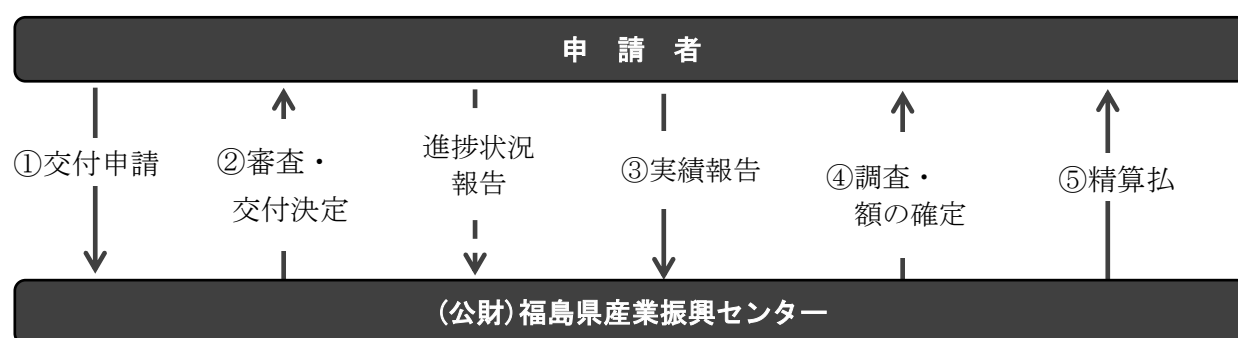 申 請 者
①交付申請
②審査・
交付決定
進捗状況
報告
③実績報告
④調査・
額の確定
⑤精算払
(公財)福島県産業振興センター